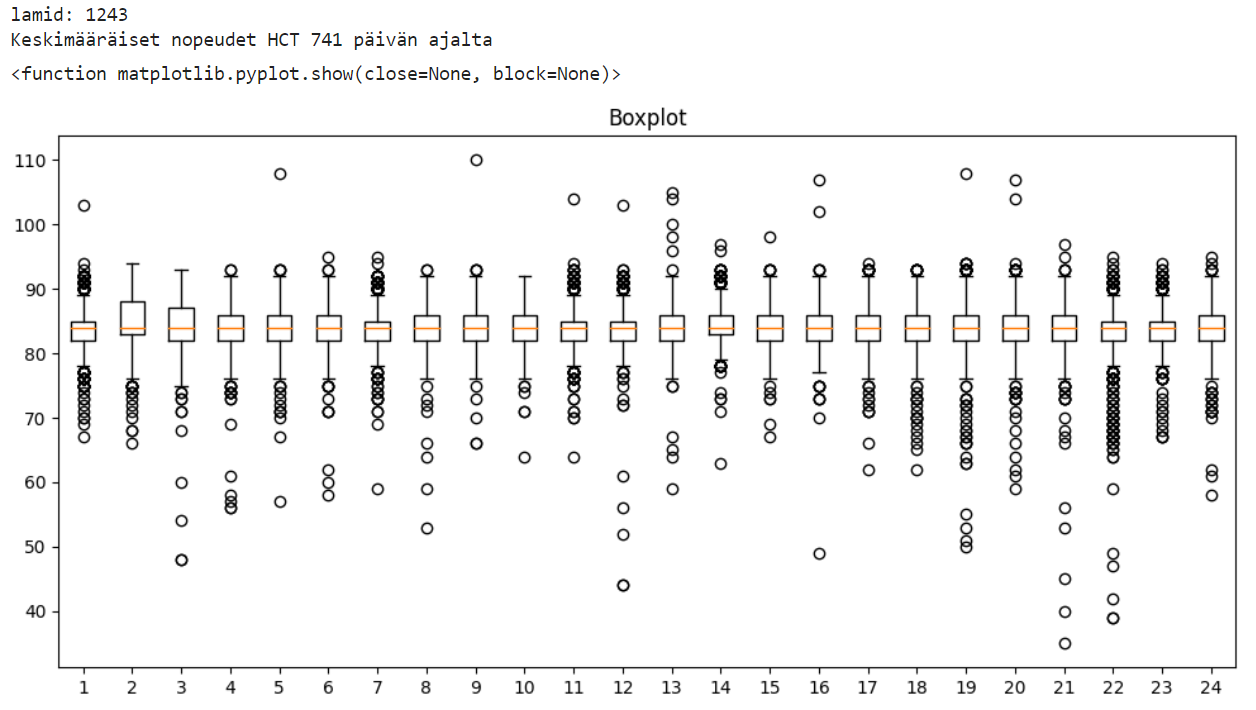 lamid: 1243
Keskimääräiset nopeudet HCT 741 päivän ajalta
<function matplotlib.pyplot.show(close=None, block=None)>
Boxplot
110
100
90
80
70
60
50
40
1 2 3 4 5 6 7 8 9 10 11 12 13 14 15 16 17 18 19 20 21 22 23 24